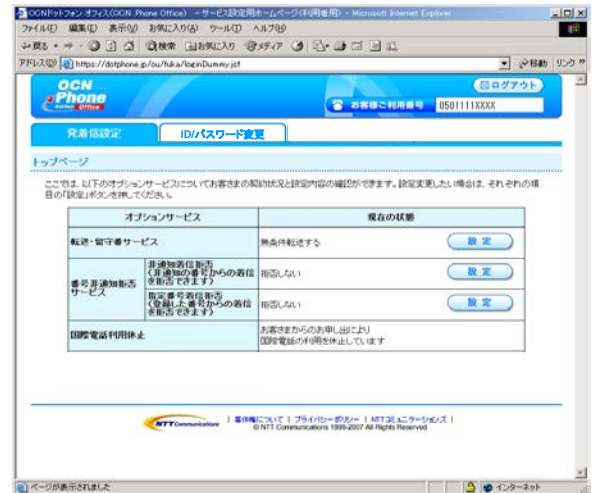 OCNドットフォン オフィス(OCN Phone Office) －サービス設定用ホームページ(利用者用) - Microsoft Internet Explorer
ファイル(F) 編集(E) 表示(V) お気に入り(A) ツール(T) ヘルプ(H)
戻る 検索 お気に入り メディア
アドレス(D) https://dotphone.jp/ou/fuka/loginDummy.jsf 移動 リンク
OCN
Phone
Office
ログアウト
お客様ご利用番号 0501111XXXX
発着信設定 ID/パスワード変更
トップページ
ここでは、以下のオプションサービスについてお客さまの契約状況と設定内容の確認ができます。設定変更したい場合は、それぞれの項
目の「設定」ボタンを押してください。
オプションサービス 現在の状態
転送・留守番サービス 無条件転送する 設 定
番号非通知拒否
サービス
非通知着信拒否
(非通知の番号からの着信
を拒否できます)
拒否しない 設 定
指定番号着信拒否
(登録した番号からの着信
を拒否できます)
拒否しない 設 定
国際電話利用休止
お客さまからのお申し出により
国際電話の利用を休止しています
NTT Communications | 著作権について | プライバシーポリシー | NTTコミュニケーションズ |
© NTT Communications 1999-2007 All Rights Reserved
ページが表示されました インターネット